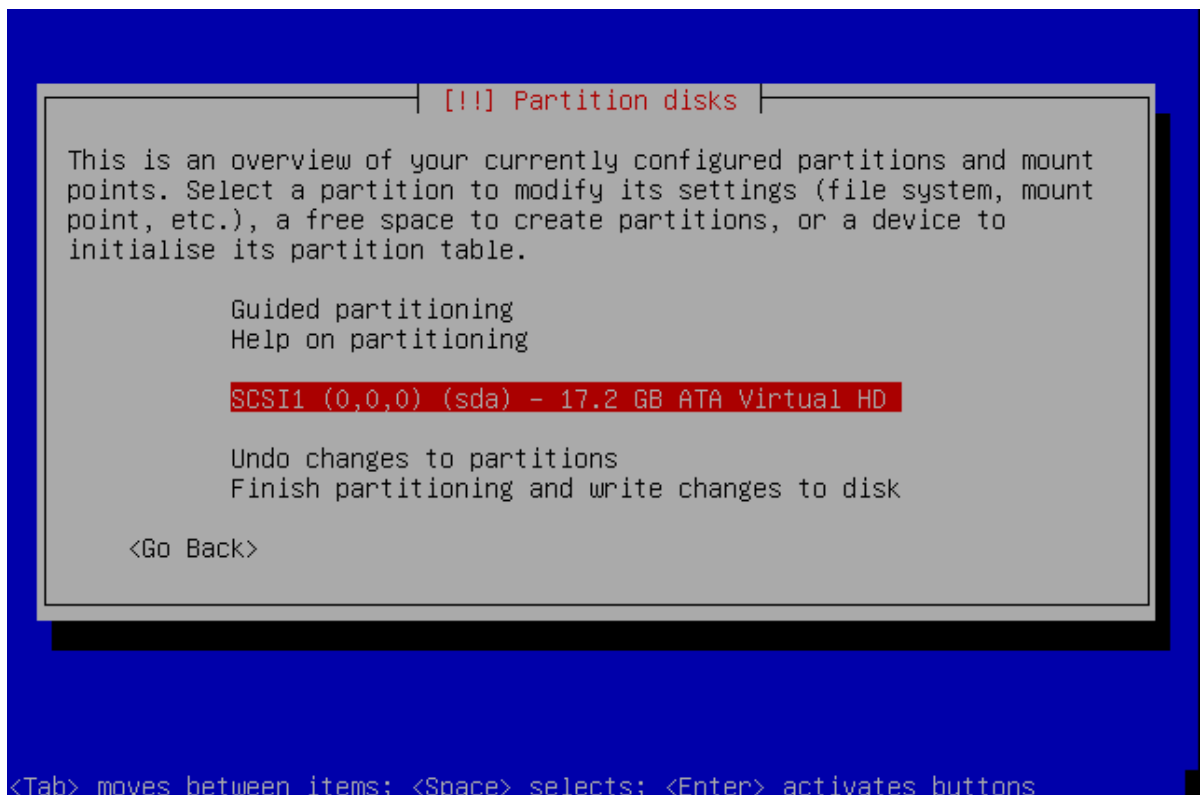 [!!] Partition disks
This is an overview of your currently configured partitions and mount
points. Select a partition to modify its settings (file system, mount
point, etc.), a free space to create partitions, or a device to
initialise its partition table.
Guided partitioning
Help on partitioning
SCSI1 (0,0,0) (sda) – 17.2 GB ATA Virtual HD
Undo changes to partitions
Finish partitioning and write changes to disk
<Go Back>
<Tab> moves between items; <Space> selects; <Enter> activates buttons